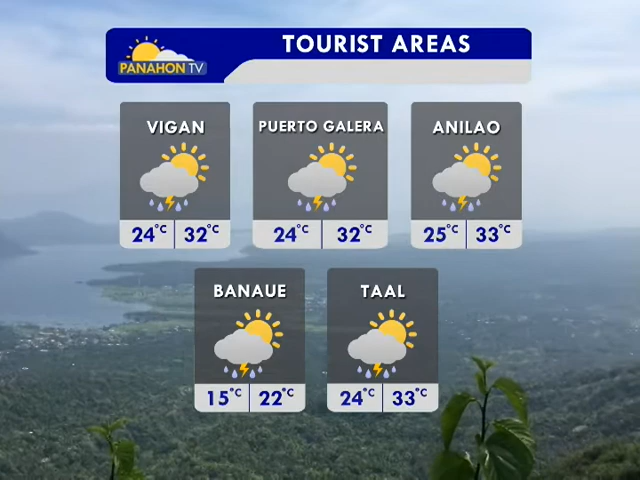 TOURIST AREAS
PANAHON TV
VIGAN
24°C 32°C
PUERTO GALERA
24°C 32°C
ANILAO
25°C 33°C
BANAUE
15°C 22°C
TAAL
24°C 33°C